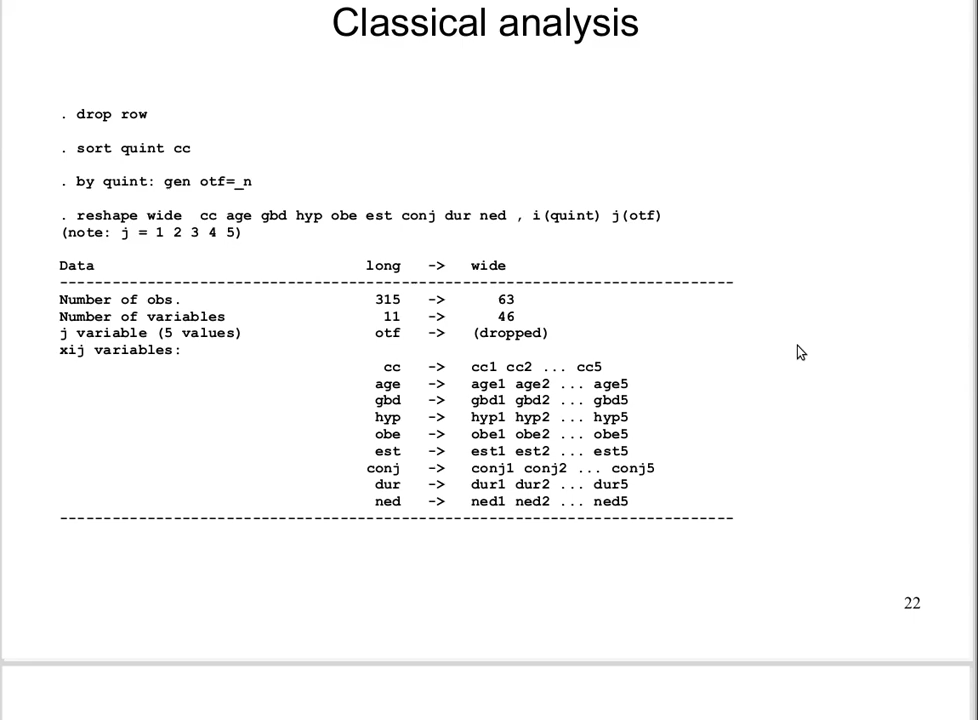 Classical analysis
. drop row
. sort quint cc
. by quint: gen otf=_n
. reshape wide  cc age gbd hyp obe est conj dur ned , i(quint) j(otf)
(note: j = 1 2 3 4 5)
Data long -> wide
-----------------------------------------------------------------------------
Number of obs. 315 -> 63
Number of variables 11 -> 46
j variable (5 values) otf -> (dropped)
xij variables:
cc -> cc1 cc2 ... cc5
age -> age1 age2 ... age5
gbd -> gbd1 gbd2 ... gbd5
hyp -> hyp1 hyp2 ... hyp5
obe -> obe1 obe2 ... obe5
est -> est1 est2 ... est5
conj -> conj1 conj2 ... conj5
dur -> dur1 dur2 ... dur5
ned -> ned1 ned2 ... ned5
-----------------------------------------------------------------------------
22